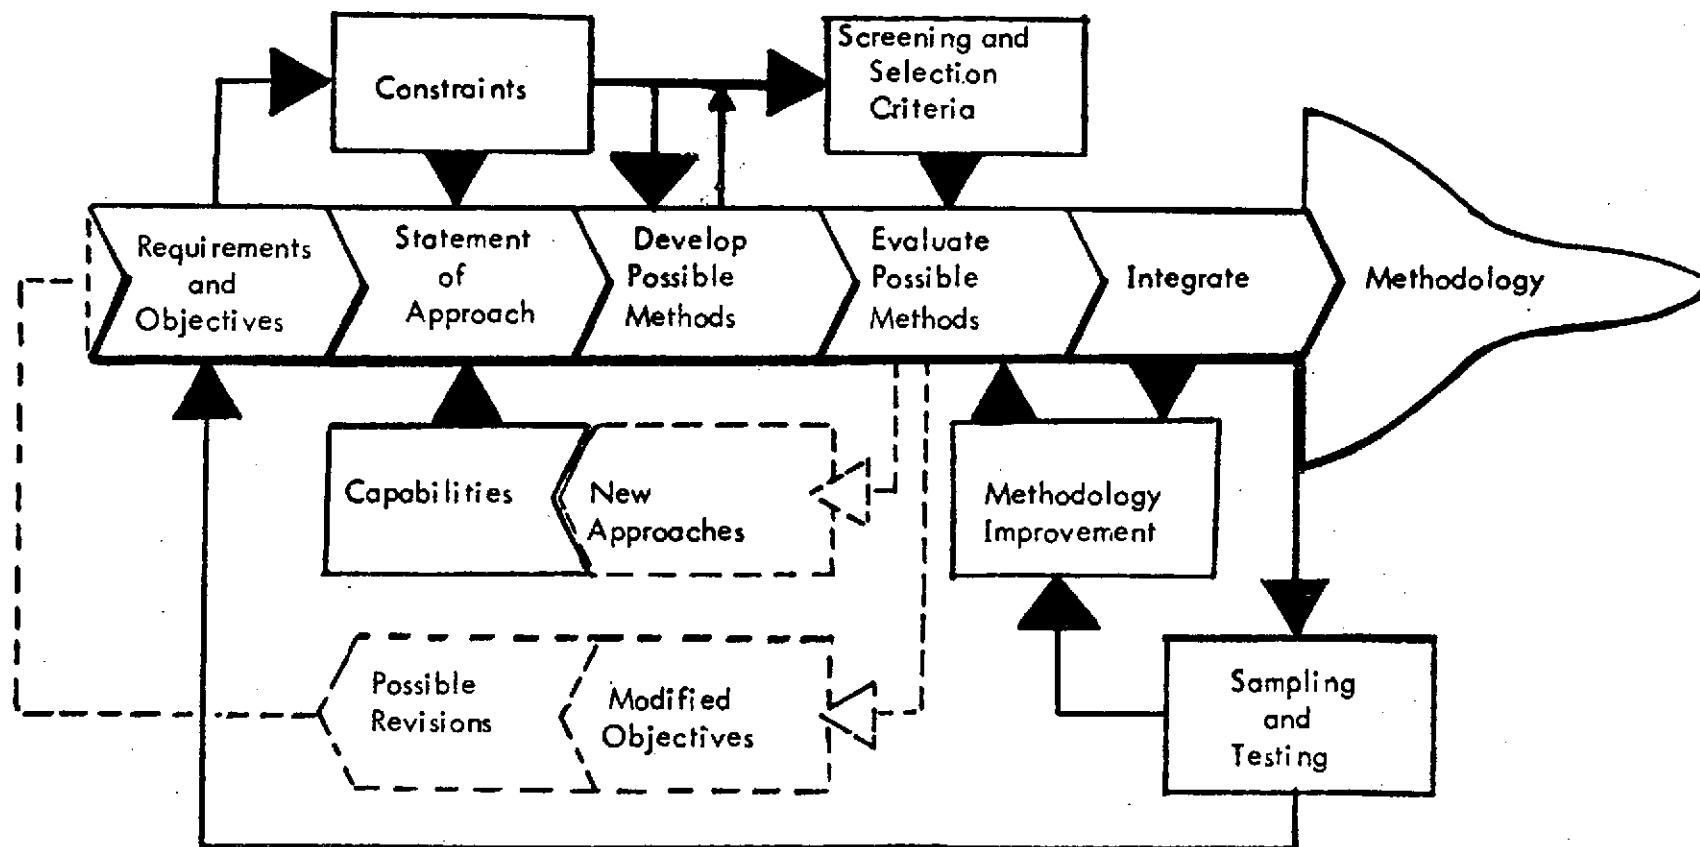 Constraints
Screening and
Selection
Criteria
Requirements
and
Objectives
Statement
of
Approach
Develop
Possible
Methods
Evaluate
Possible
Methods
Integrate
Methodology
Capabilities
New
Approaches
Methodology
Improvement
Possible
Revisions
Modified
Objectives
Sampling
and
Testing